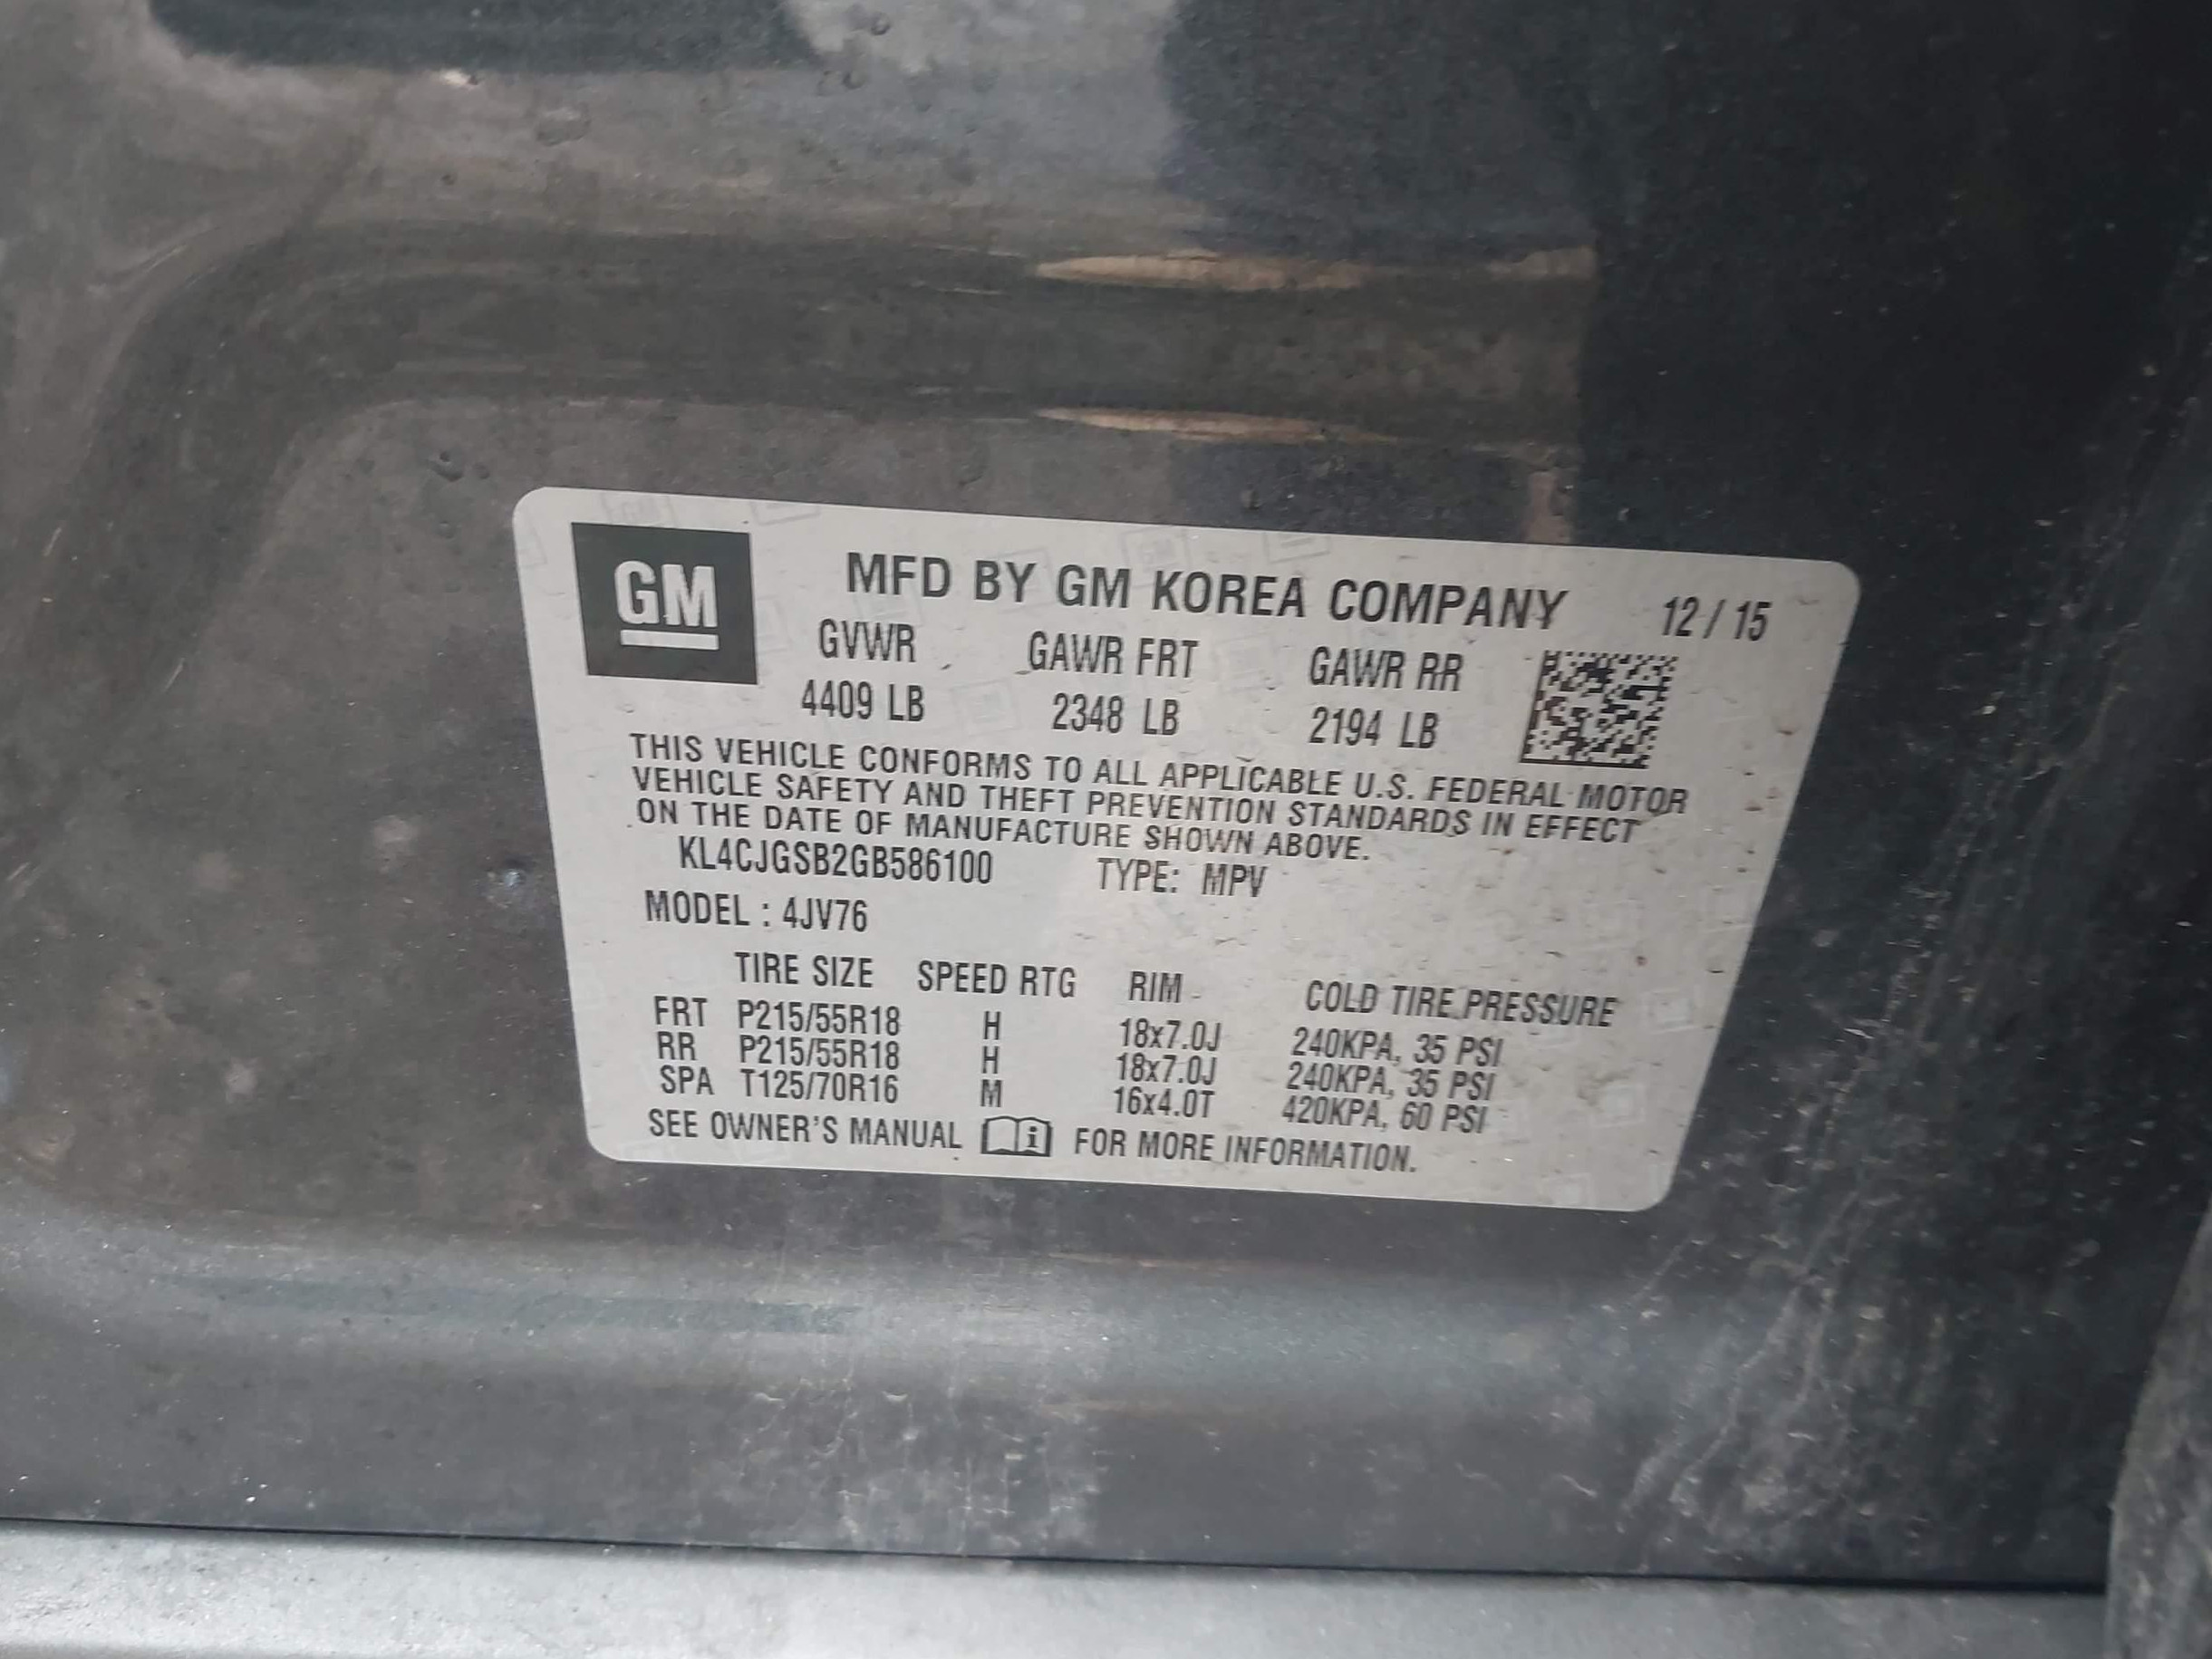 GM
MFD BY GM KOREA COMPANY 12 / 15
GVWR GAWR FRT GAWR RR
4409 LB 2348 LB 2194 LB
THIS VEHICLE CONFORMS TO ALL APPLICABLE U.S. FEDERAL MOTOR
VEHICLE SAFETY AND THEFT PREVENTION STANDARDS IN EFFECT
ON THE DATE OF MANUFACTURE SHOWN ABOVE.
KL4CJGSB2GB586100 TYPE: MPV
MODEL : 4JV76
TIRE SIZE SPEED RTG RIM COLD TIRE PRESSURE
FRT P215/55R18 H 18x7.0J 240KPA, 35 PSI
RR P215/55R18 H 18x7.0J 240KPA, 35 PSI
SPA T125/70R16 M 16x4.0T 420KPA, 60 PSI
SEE OWNER'S MANUAL i FOR MORE INFORMATION.